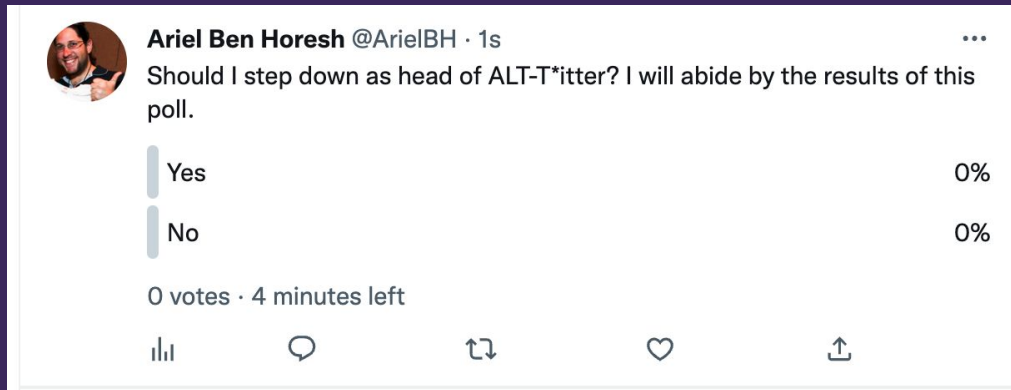 Ariel Ben Horesh @ArielBH · 1s
Should I step down as head of ALT-T*itter? I will abide by the results of this
poll.
Yes 0%
No 0%
0 votes · 4 minutes left